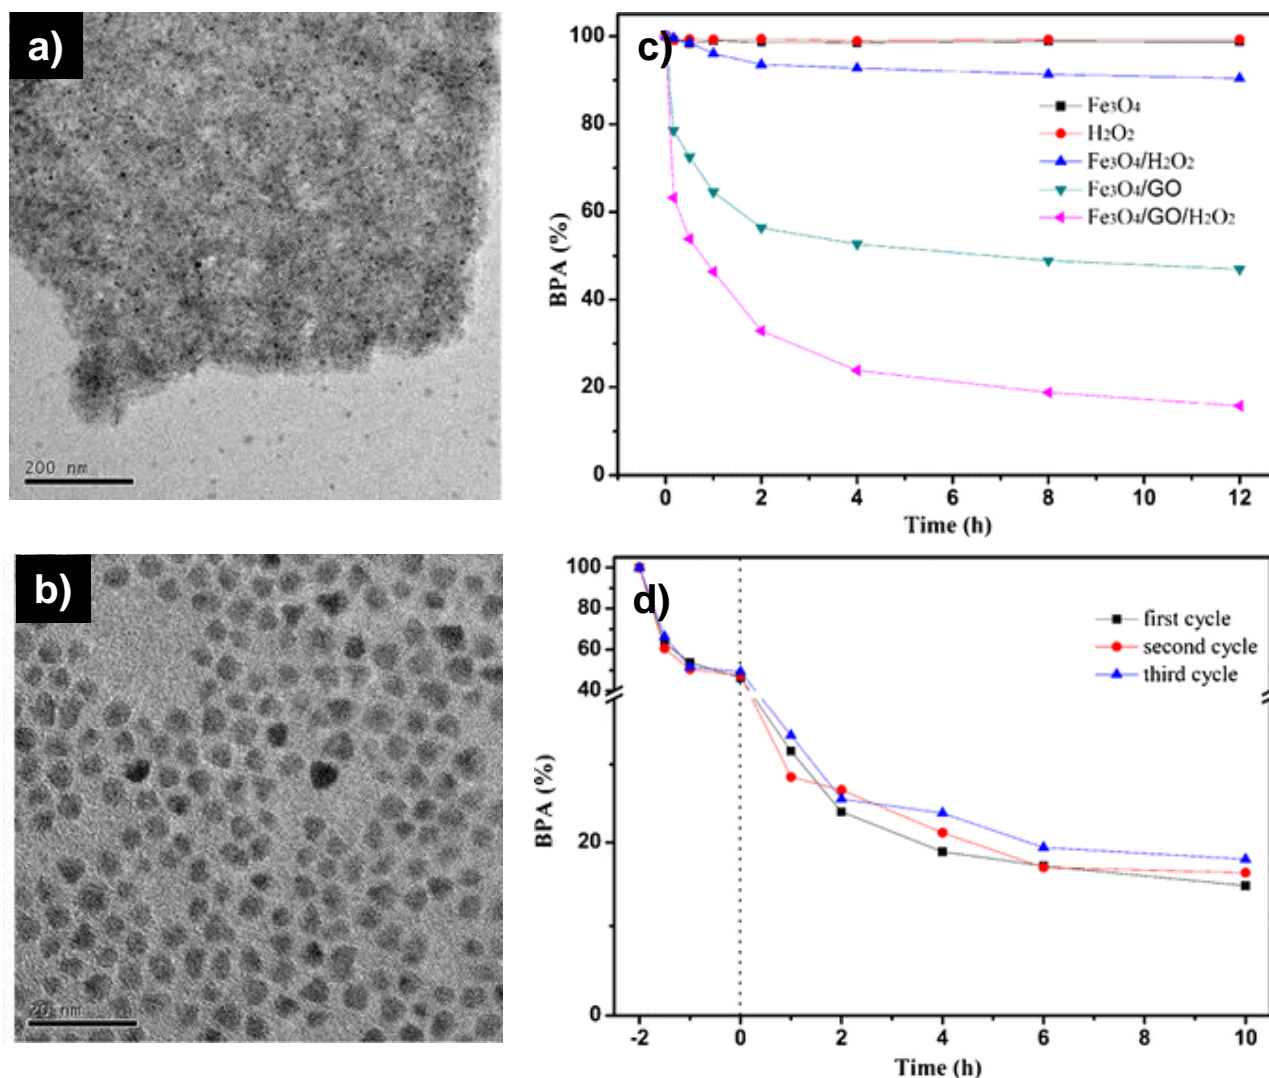 a)
200 nm
c)
100
80
60
40
20
0
BPA (%)
Fe3O4
H2O2
Fe3O4/H2O2
Fe3O4/GO
Fe3O4/GO/H2O2
0 2 4 6 8 10 12
Time (h)
b)
20 nm
d)
100
80
60
40
20
0
BPA (%)
first cycle
second cycle
third cycle
-2 0 2 4 6 8 10
Time (h)